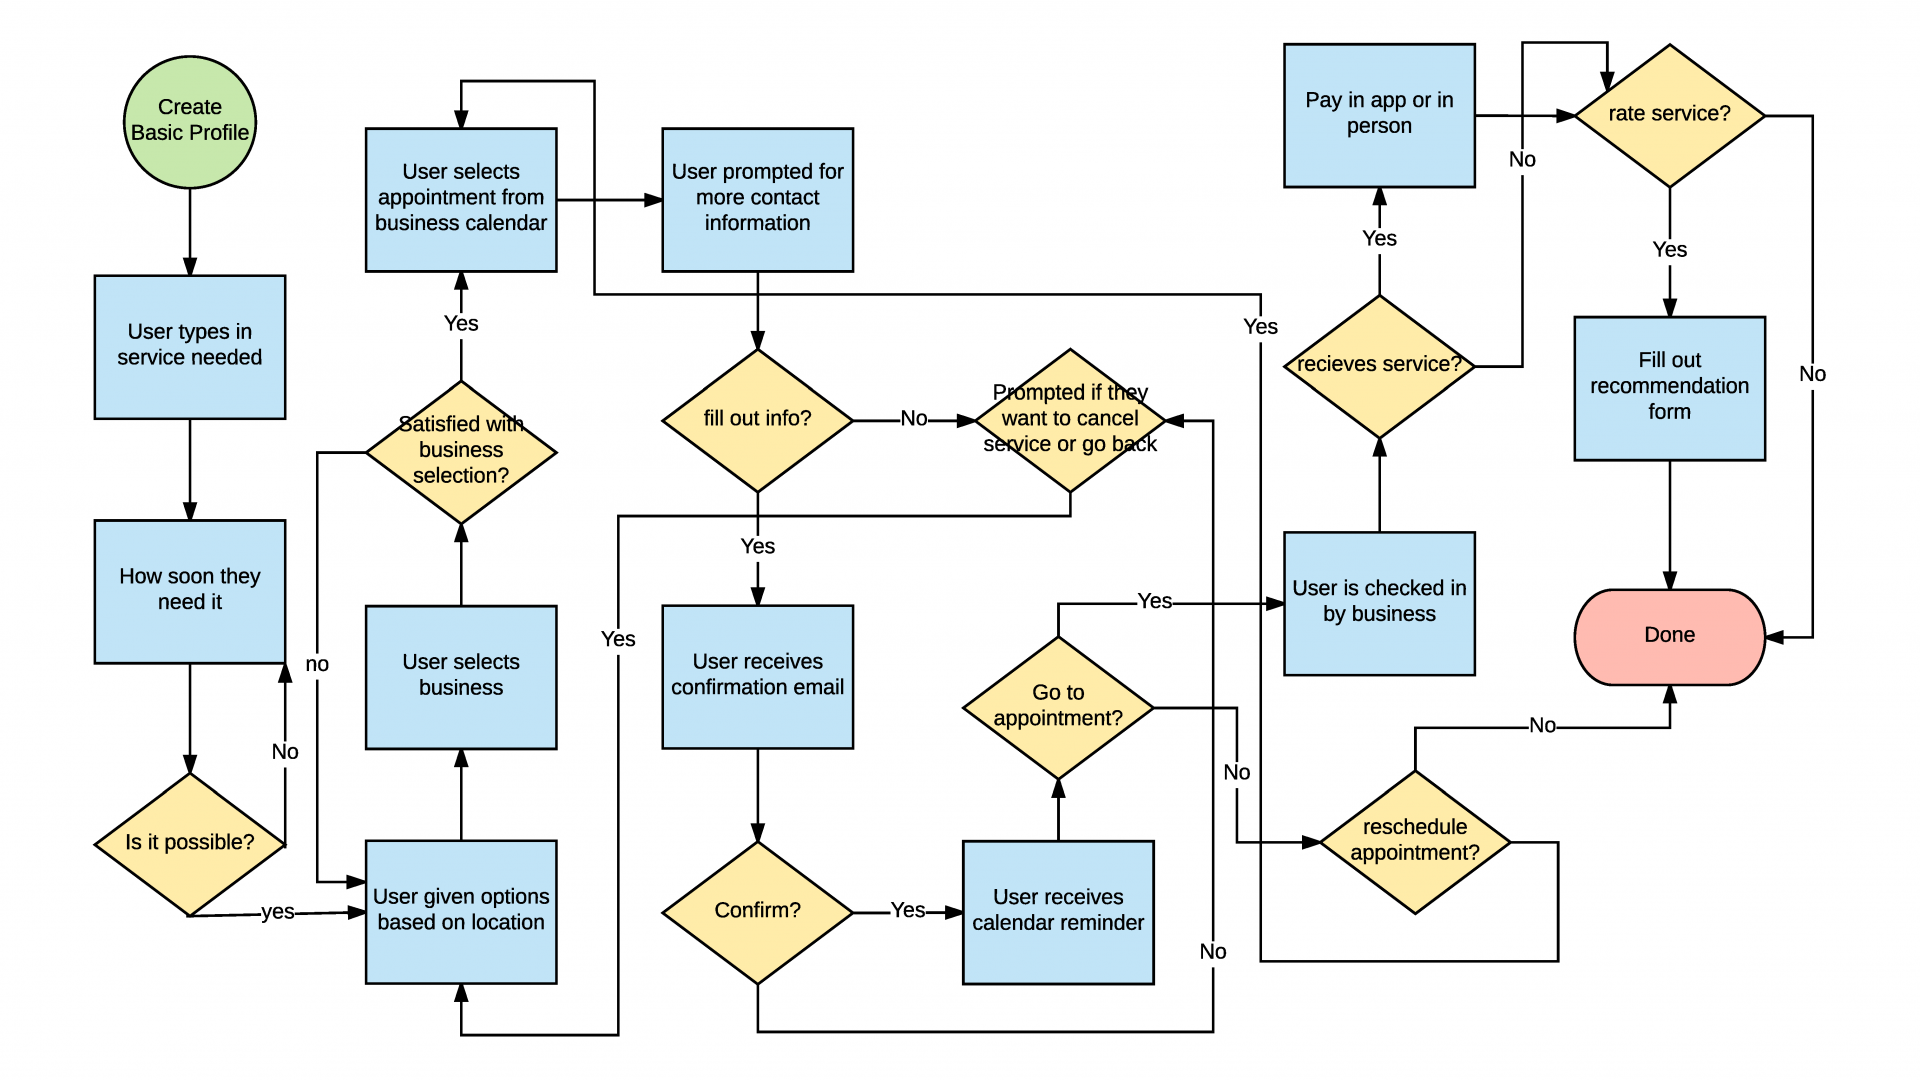 Create
Basic Profile
User types in
service needed
How soon they
need it
Is it possible?
No
yes
User given options
based on location
User selects
business
no
Satisfied with
business
selection?
Yes
User selects
appointment from
business calendar
User prompted for
more contact
information
fill out info?
No
Prompted if they
want to cancel
service or go back
Yes
Yes
User receives
confirmation email
Confirm?
Yes
No
User receives
calendar reminder
Go to
appointment?
Yes
No
reschedule
appointment?
Yes
No
User is checked in
by business
recieves service?
Yes
No
Pay in app or in
person
rate service?
Yes
No
Fill out
recommendation
form
Done